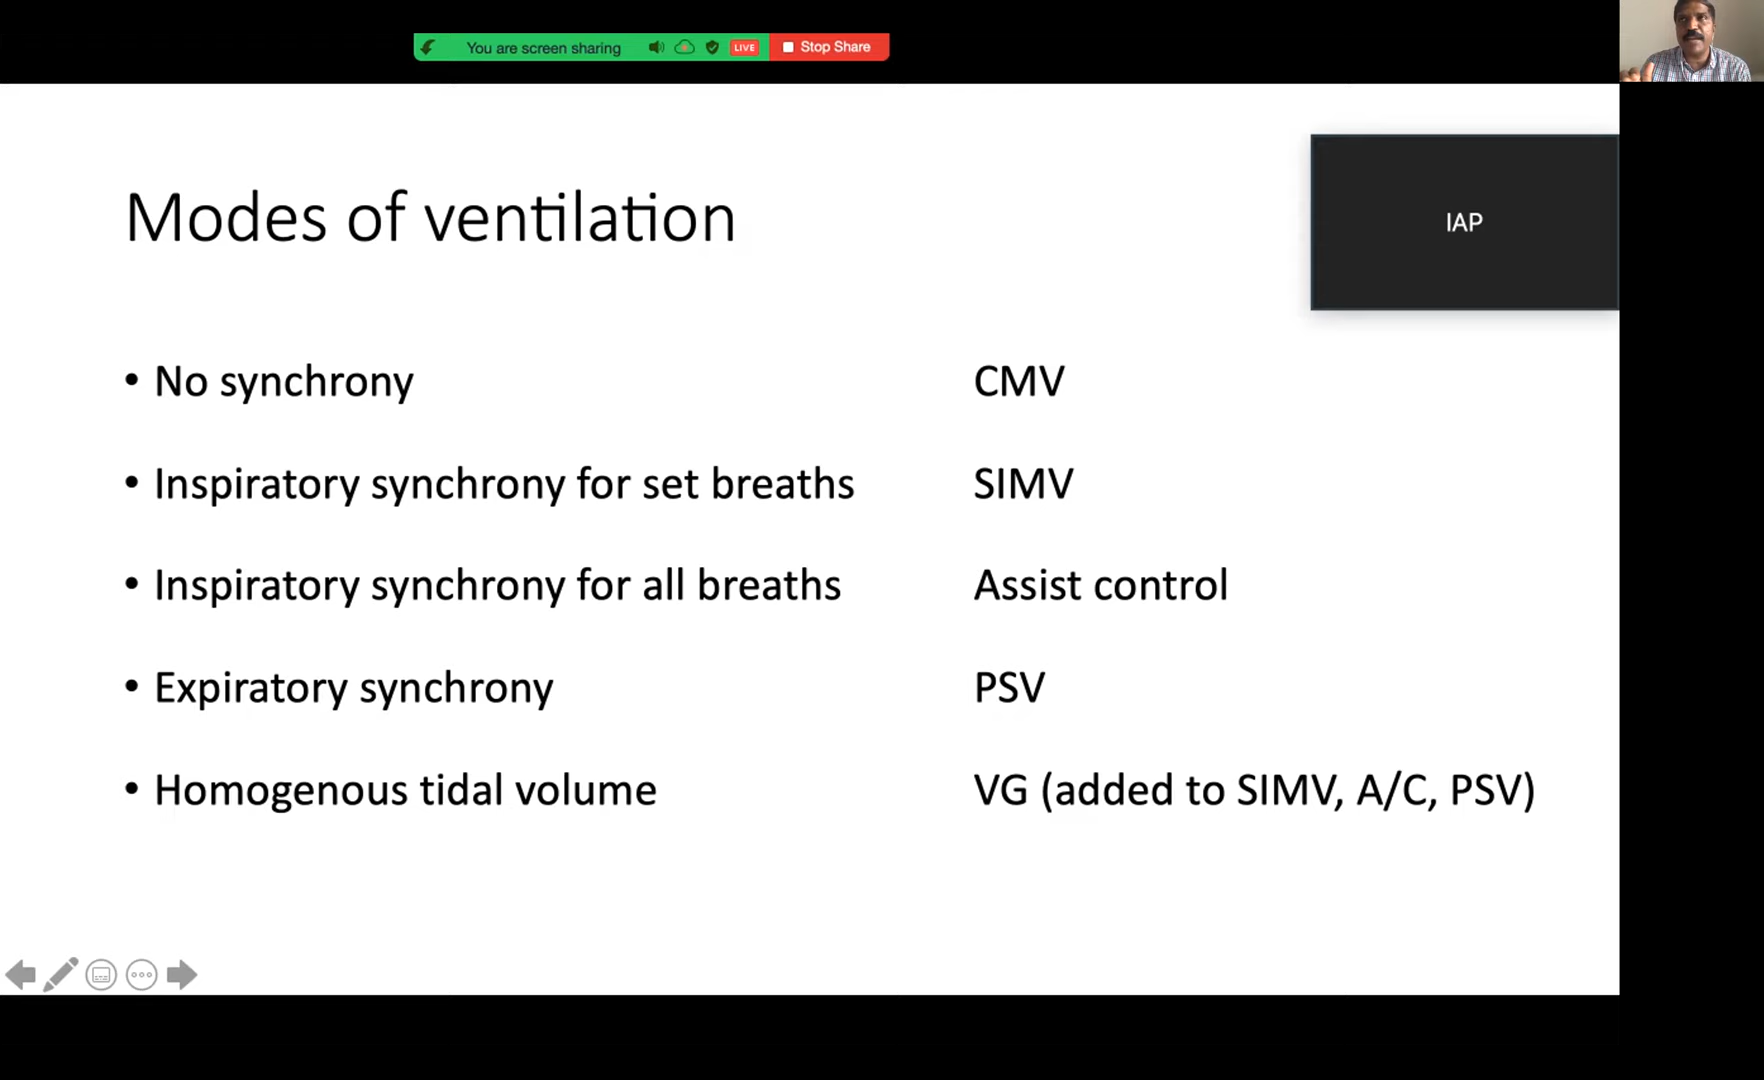 You are screen sharing LIVE Stop Share
Modes of ventilation
IAP
• No synchrony CMV
• Inspiratory synchrony for set breaths SIMV
• Inspiratory synchrony for all breaths Assist control
• Expiratory synchrony PSV
• Homogenous tidal volume VG (added to SIMV, A/C, PSV)